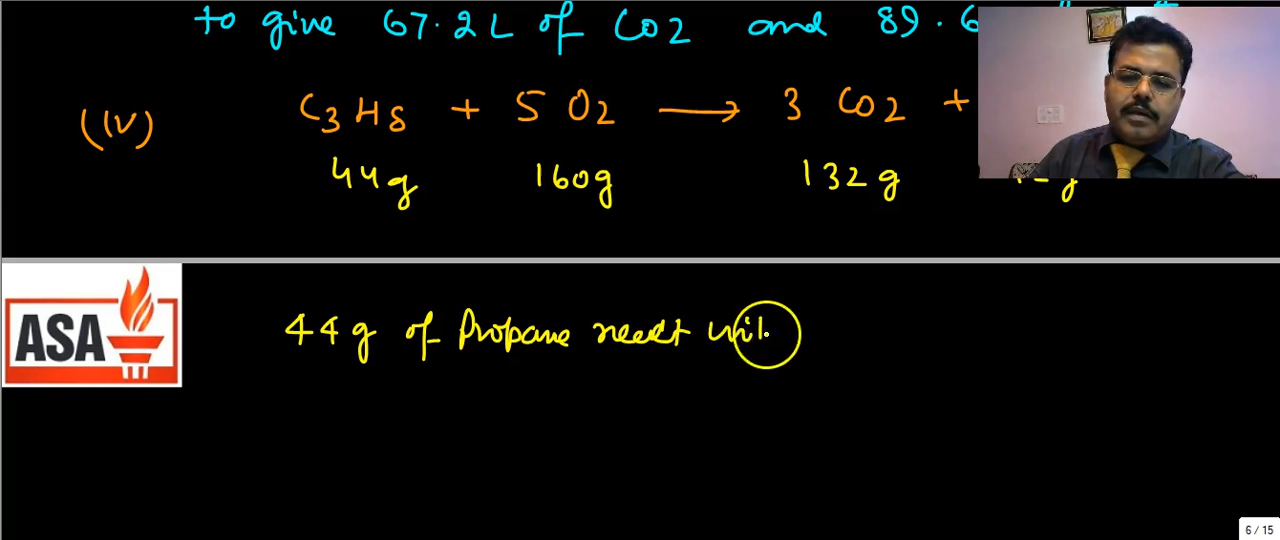 to give 67.2L of CO2 and 89.6
(IV) C3H8 + 5 O2 → 3 CO2 +
44g 160g 132g
ASA
44g of Propane react wit
6 / 15